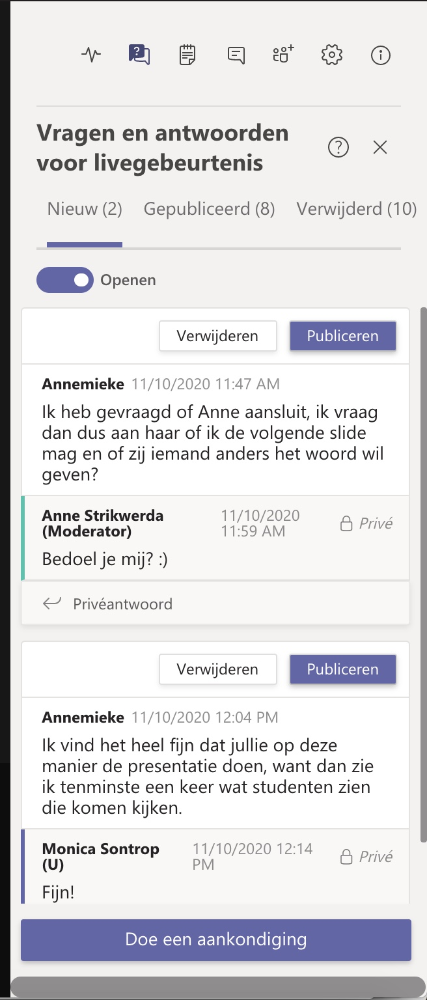 Vragen en antwoorden
voor livegebeurtenis
Nieuw (2) Gepubliceerd (8) Verwijderd (10)
Openen
Verwijderen Publiceren
Annemieke 11/10/2020 11:47 AM
Ik heb gevraagd of Anne aansluit, ik vraag
dan dus aan haar of ik de volgende slide
mag en of zij iemand anders het woord wil
geven?
Anne Strikwerda 11/10/2020 Privé
(Moderator) 11:59 AM
Bedoel je mij? :)
Privéantwoord
Verwijderen Publiceren
Annemieke 11/10/2020 12:04 PM
Ik vind het heel fijn dat jullie op deze
manier de presentatie doen, want dan zie
ik tenminste een keer wat studenten zien
die komen kijken.
Monica Sontrop 11/10/2020 12:14 Privé
(U) PM
Fijn!
Doe een aankondiging